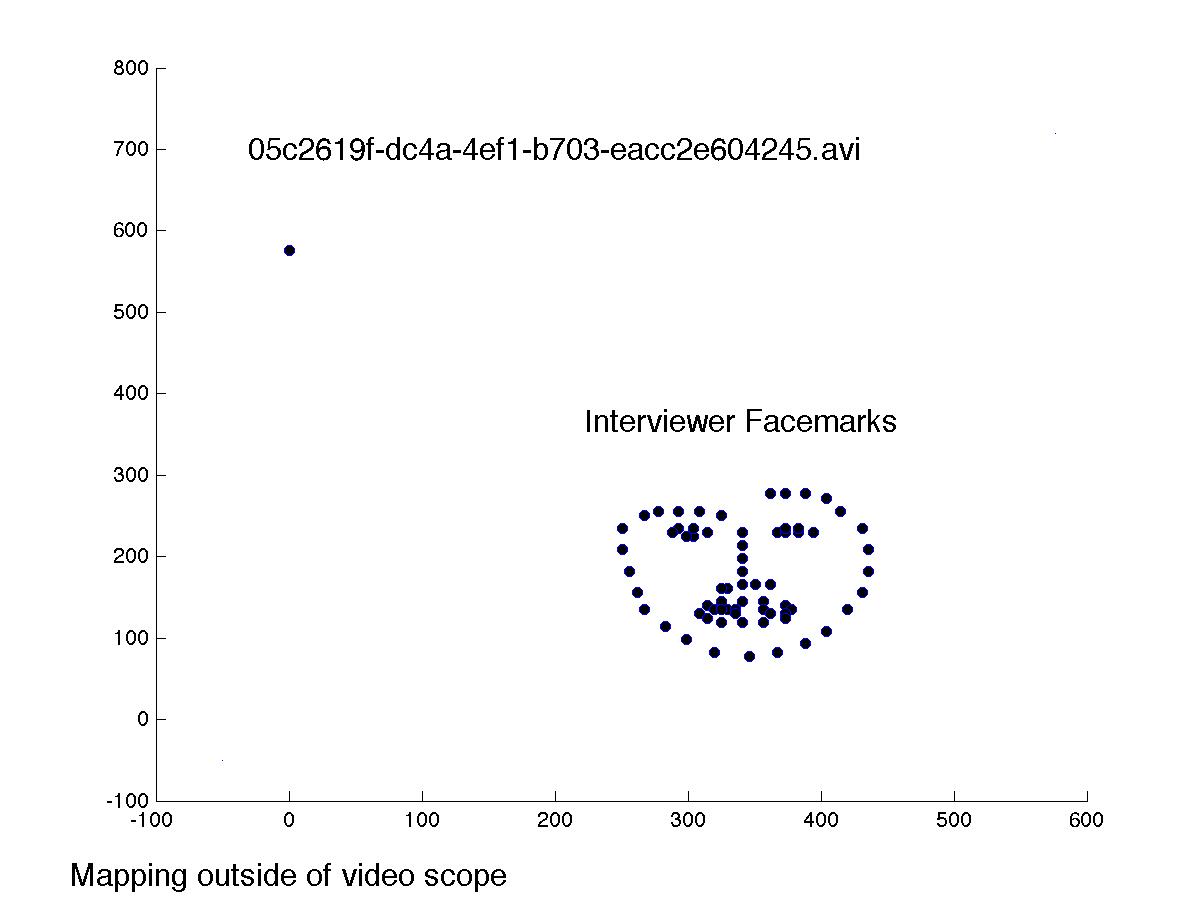 800
700
05c2619f-dc4a-4ef1-b703-eacc2e604245.avi
600
500
400
Interviewer Facemarks
300
200
100
0
-100
-100 0 100 200 300 400 500 600
Mapping outside of video scope